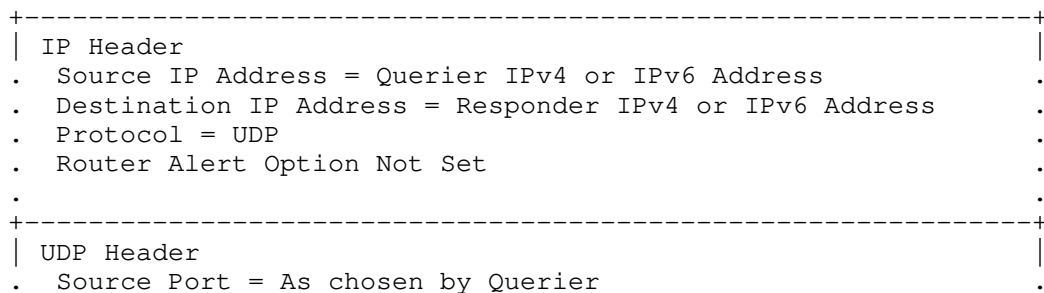 +---------------------------------------------------------------+
| IP Header                                                     |
.  Source IP Address = Querier IPv4 or IPv6 Address             .
.  Destination IP Address = Responder IPv4 or IPv6 Address      .
.  Protocol = UDP                                               .
.  Router Alert Option Not Set                                  .
.                                                               .
+---------------------------------------------------------------+
| UDP Header                                                    |
.  Source Port = As chosen by Querier                           .